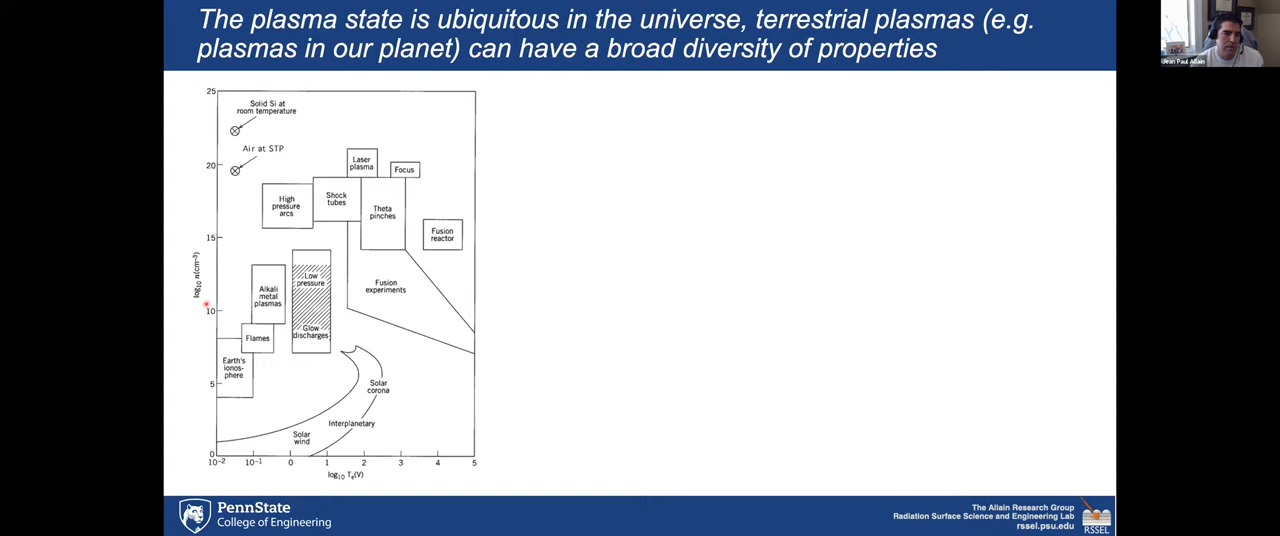 The plasma state is ubiquitous in the universe, terrestrial plasmas (e.g.
plasmas in our planet) can have a broad diversity of properties
Jean Paul Allain
25
20
15
10
5
0
log10 n(cm-3)
Solid Si at
room temperature
Air at STP
Laser
plasma
Focus
High
pressure
arcs
Shock
tubes
Theta
pinches
Fusion
reactor
Alkali
metal
plasmas
Low
pressure
Glow
discharges
Fusion
experiments
Flames
Earth's
ionos-
phere
Solar
corona
Interplanetary
Solar
wind
10-2
10-1
0
1
2
3
4
5
log10 Te(V)
PennState
College of Engineering
The Allain Research Group
Radiation Surface Science and Engineering Lab
rssel.psu.edu
RSSEL